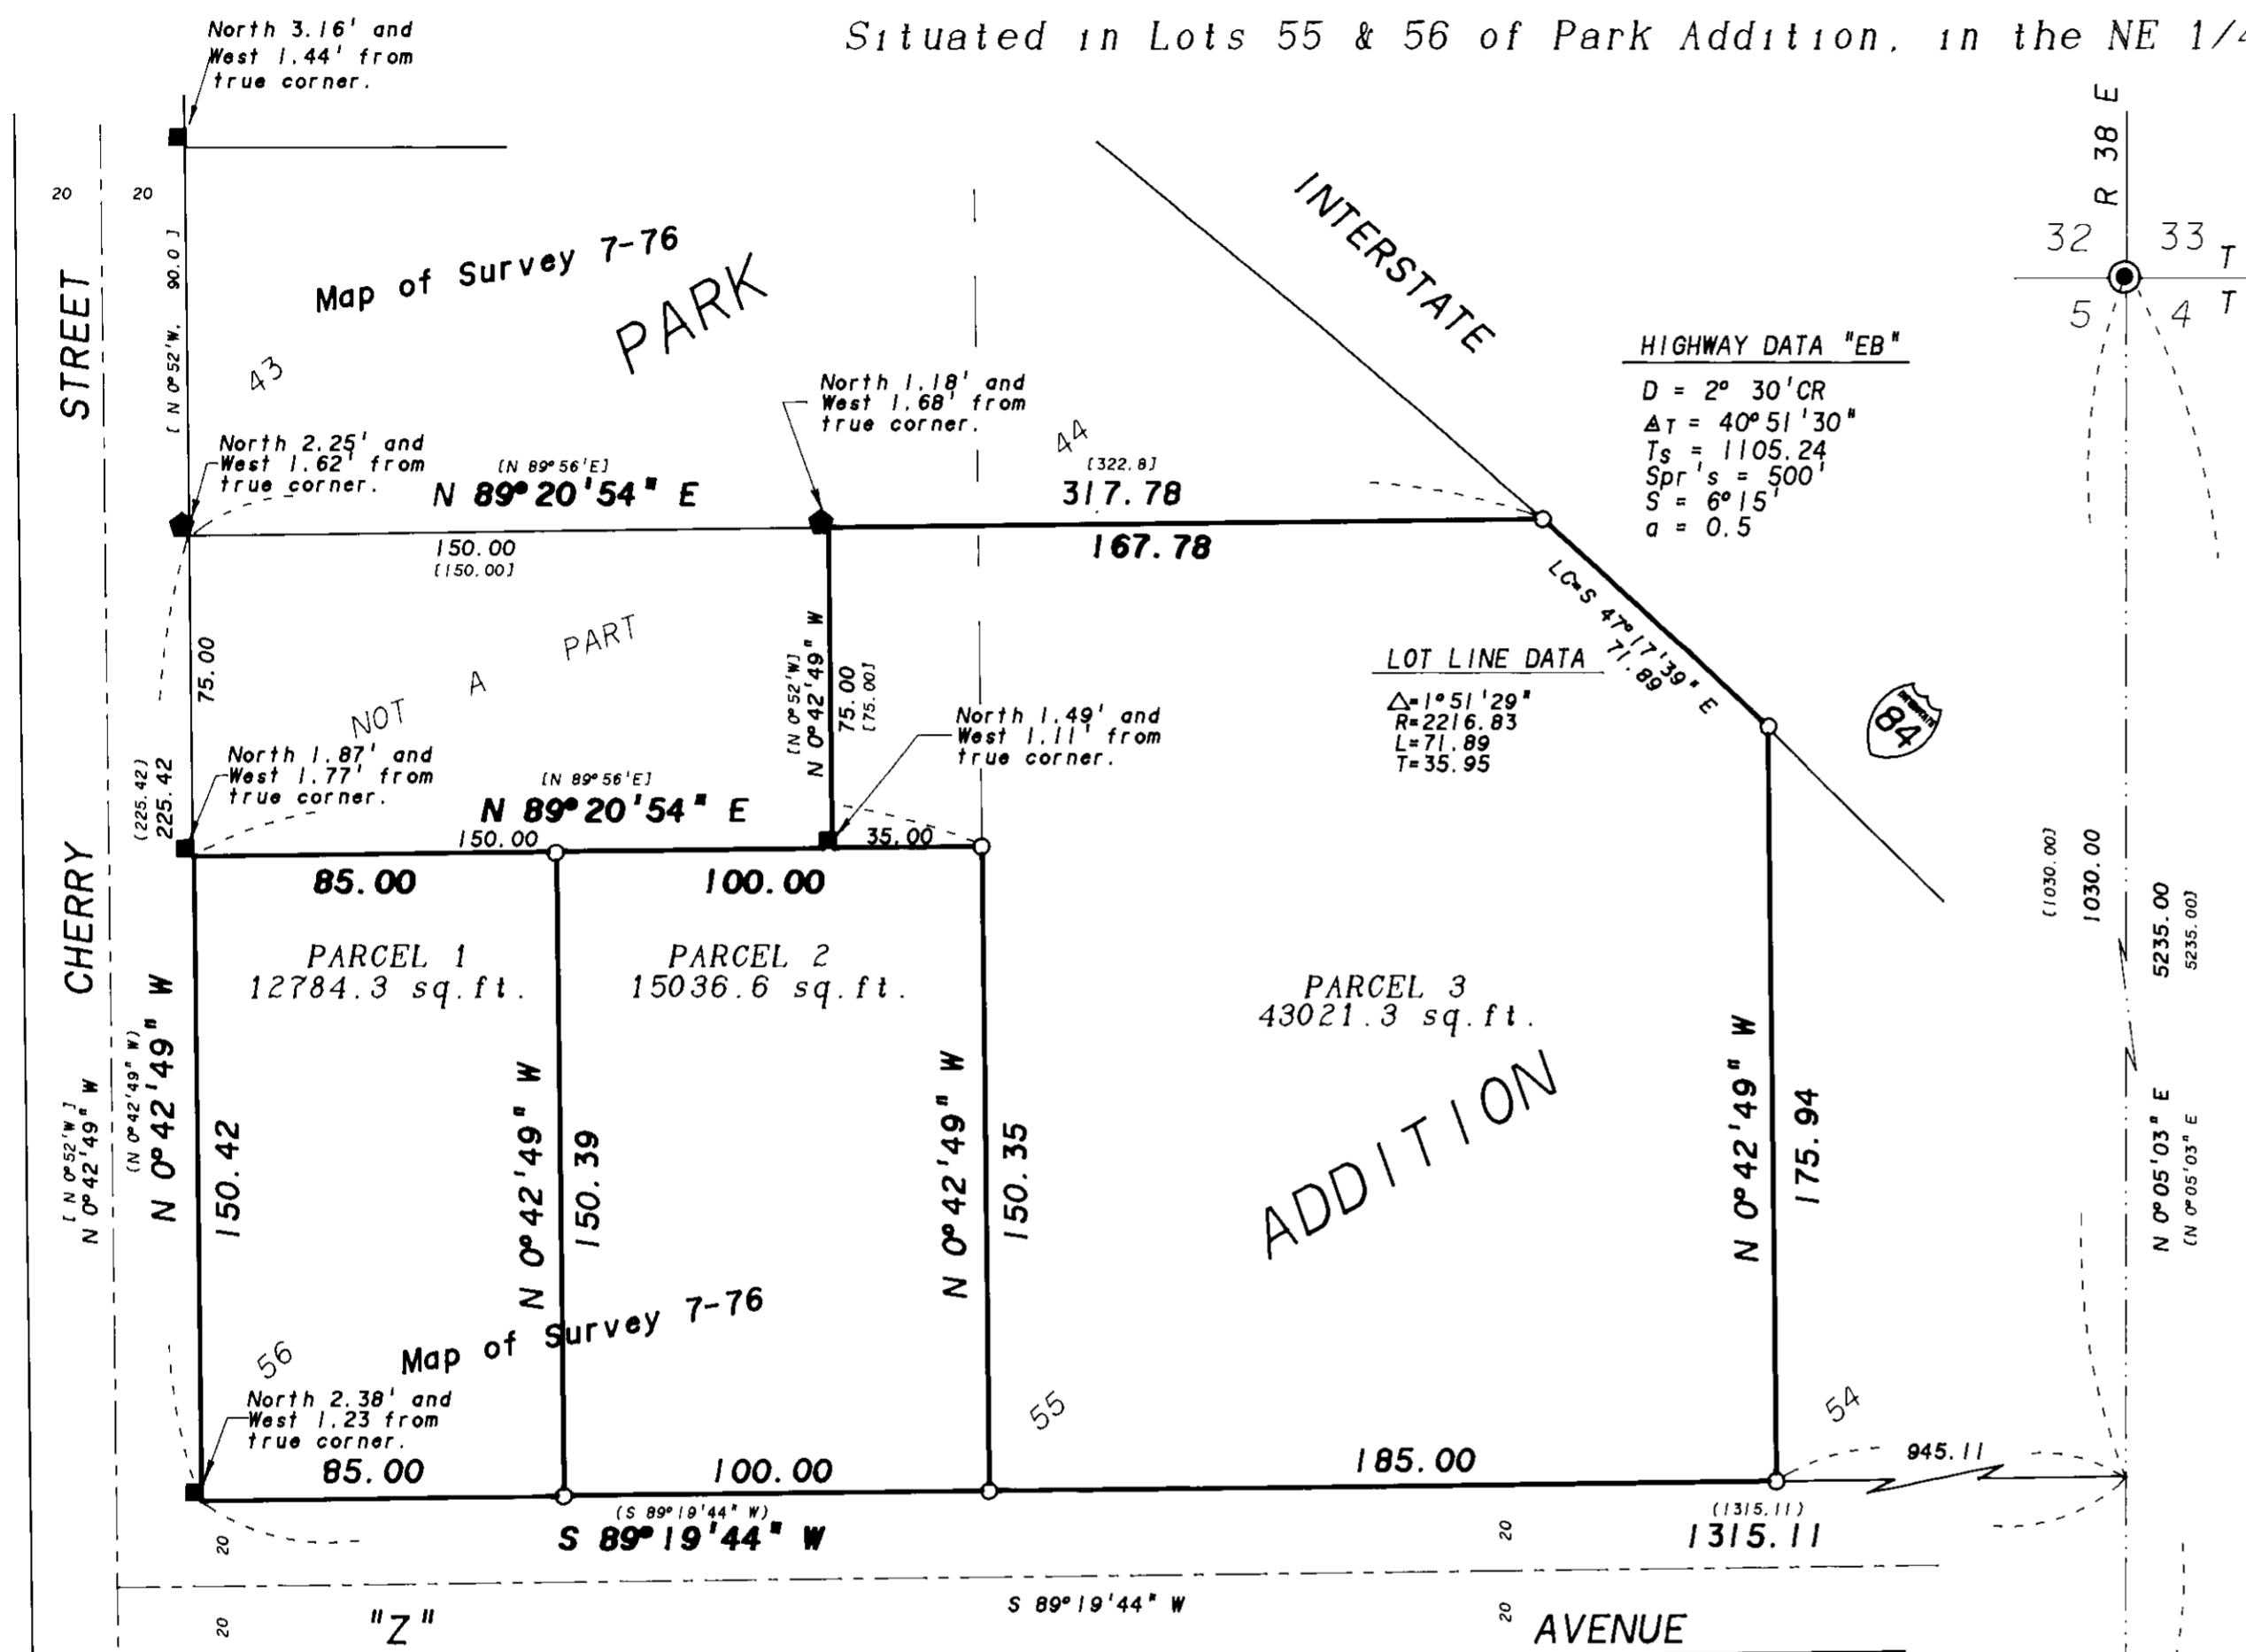 Situated in Lots 55 & 56 of Park Addition, in the NE 1/4
North 3.16' and
West 1.44' from
true corner.
R 38 E
32
33
T
5
4
T
20
20
STREET
[ N 0°52'W, 90.0 ]
Map of Survey 7-76
PARK
INTERSTATE
43
44
HIGHWAY DATA "EB"
D = 2° 30'CR
ΔT = 40°51'30"
Ts = 1105.24
Spr's = 500'
S = 6°15'
a = 0.5
North 1.18' and
West 1.68' from
true corner.
North 2.25' and
West 1.62' from
true corner.
[N 89°56'E]
N 89°20'54" E
[322.8]
317.78
150.00
[150.00]
167.78
LC=S 47°17'39" E
71.89
75.00
NOT A PART
[N 0°52'W]
N 0°42'49" W
75.00
[75.00]
LOT LINE DATA
Δ=1°51'29"
R=2216.83
L=71.89
T=35.95
INTERSTATE
84
North 1.49' and
West 1.11' from
true corner.
North 1.87' and
West 1.77' from
true corner.
(225.42)
225.42
[N 89°56'E]
N 89°20'54" E
150.00
35.00
85.00
100.00
CHERRY
PARCEL 1
12784.3 sq.ft.
PARCEL 2
15036.6 sq.ft.
PARCEL 3
43021.3 sq.ft.
[1030.00]
1030.00
5235.00
5235.00)
[ N 0°52'W ]
N 0°42'49" W
(N 0°42'49" W)
N 0°42'49" W
150.42
N 0°42'49" W
150.39
N 0°42'49" W
150.35
ADDITION
N 0°42'49" W
175.94
N 0°05'03" E
(N 0°05'03" E
Map of Survey 7-76
56
55
54
North 2.38' and
West 1.23 from
true corner.
85.00
100.00
185.00
945.11
(S 89°19'44" W)
S 89°19'44" W
(1315.11)
1315.11
20
20
S 89°19'44" W
20
20
"Z"
AVENUE